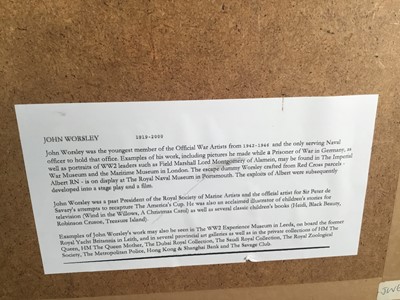 JOHN WORSLEY 1919-2000
John Worsley was the youngest member of the Official War Artists from 1942-1946 and the only serving Naval
officer to hold that office. Examples of his work, including pictures he made while a Prisoner of War in Germany,
as well as portraits of WW2 leaders such as Field Marshall Lord Montgomery of Alamein, may be found in The Imperial
War Museum and the Maritime Museum in London. The escape dummy Worsley crafted from Red Cross parcels -
Albert RN - is on display at The Royal Naval Museum in Portsmouth. The exploits of Albert were subsequently
developed into a stage play and a film.
John Worsley was a past President of the Royal Society of Marine Artists and the official artist for Sir Peter de
Savary's attempts to recapture The America's Cup. He was also an acclaimed illustrator of children's stories for
television (Wind in the Willows, A Christmas Carol) as well as several classic children's books (Heidi, Black Beauty,
Robinson Crusoe, Treasure Island).
Examples of John Worsley's work may also be seen in The WW2 Experience Museum in Leeds, on board the former
Royal Yacht Britannia in Leith, and in several provincial art galleries as well as in the private collections of HM The
Queen, HM The Queen Mother, The Dubai Royal Collection, The Saudi Royal Collection, The Royal Zoological
Society, The Metropolitan Police, Hong Kong & Shanghai Bank and The Savage Club.